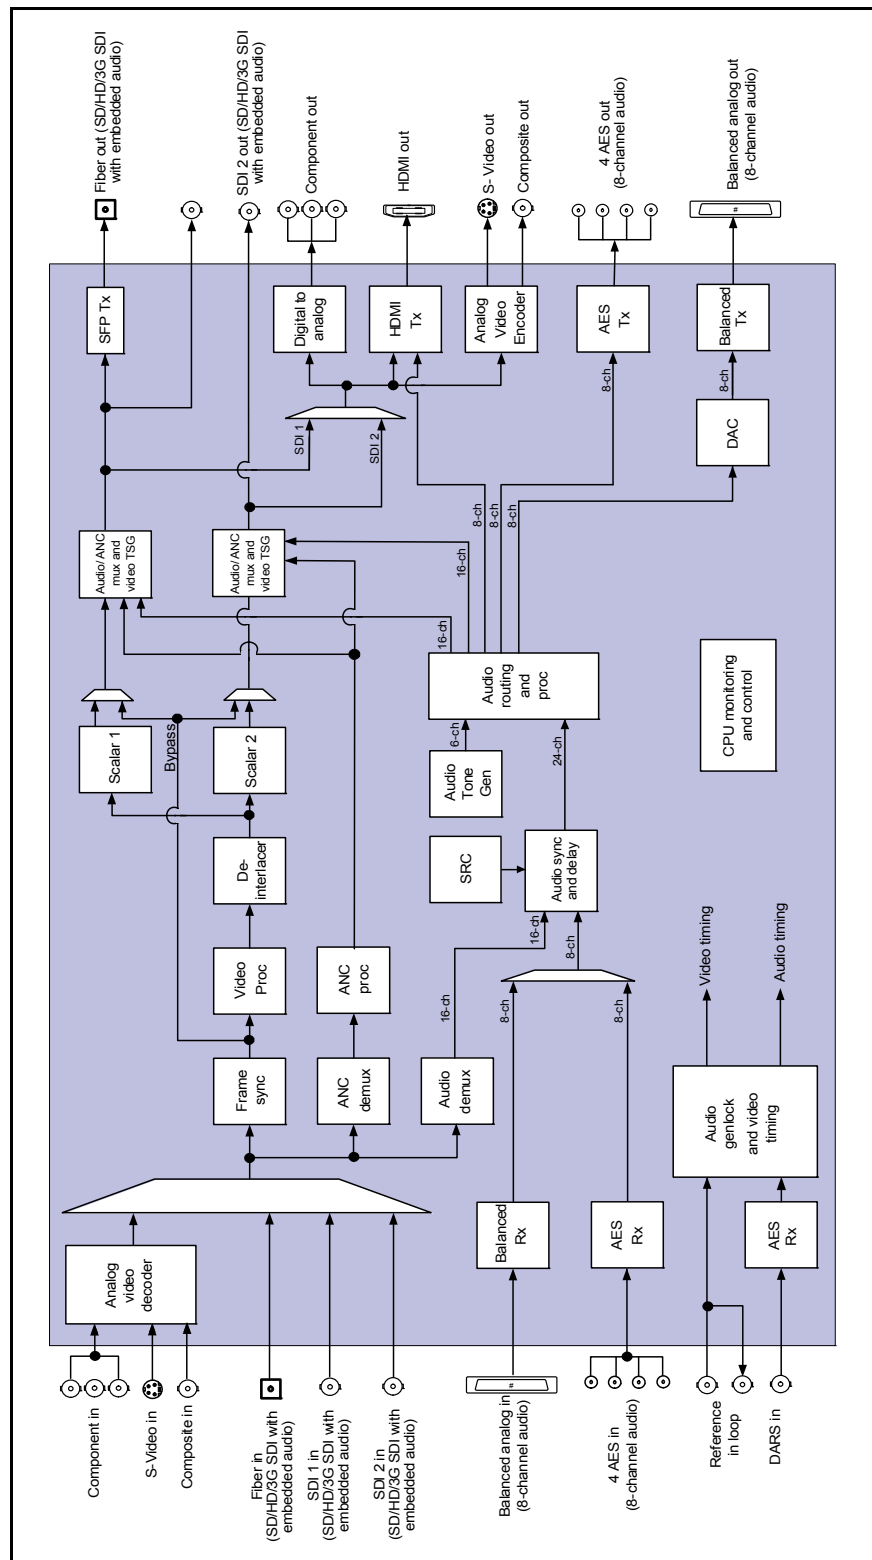 Component in
S-Video in
Composite in
Fiber in
(SD/HD/3G SDI with
embedded audio)
SDI 1 in
(SD/HD/3G SDI with
embedded audio)
SDI 2 in
(SD/HD/3G SDI with
embedded audio)
Balanced analog in
(8-channel audio)
4 AES in
(8-channel audio)
Reference
in loop
DARS in
Analog
video
decoder
Balanced
Rx
AES
Rx
AES
Rx
Frame
sync
ANC
demux
Audio
demux
Audio
genlock
and video
timing
Video timing
Audio timing
Video
Proc
ANC
proc
16-ch
8-ch
8-ch
16-ch
8-ch
De-
interlacer
SRC
Audio sync
and delay
Scalar 1
Bypass
Scalar 2
Audio
Tone
Gen
6-ch
24-ch
Audio
routing
and
proc
CPU monitoring
and control
16-ch
16-ch
8-ch
8-ch
8-ch
Audio/ANC
mux and
video TSG
Audio/ANC
mux and
video TSG
SDI 1
SDI 2
DAC
SFP Tx
Digital to
analog
HDMI
Tx
Analog
Video
Encoder
8-ch
AES
Tx
8-ch
8-ch
Balanced
Tx
Fiber out (SD/HD/3G SDI
with embedded audio)
SDI 2 out (SD/HD/3G SDI
with embedded audio)
Component out
HDMI out
S- Video out
Composite out
4 AES out
(8-channel audio)
Balanced analog out
(8-channel audio)